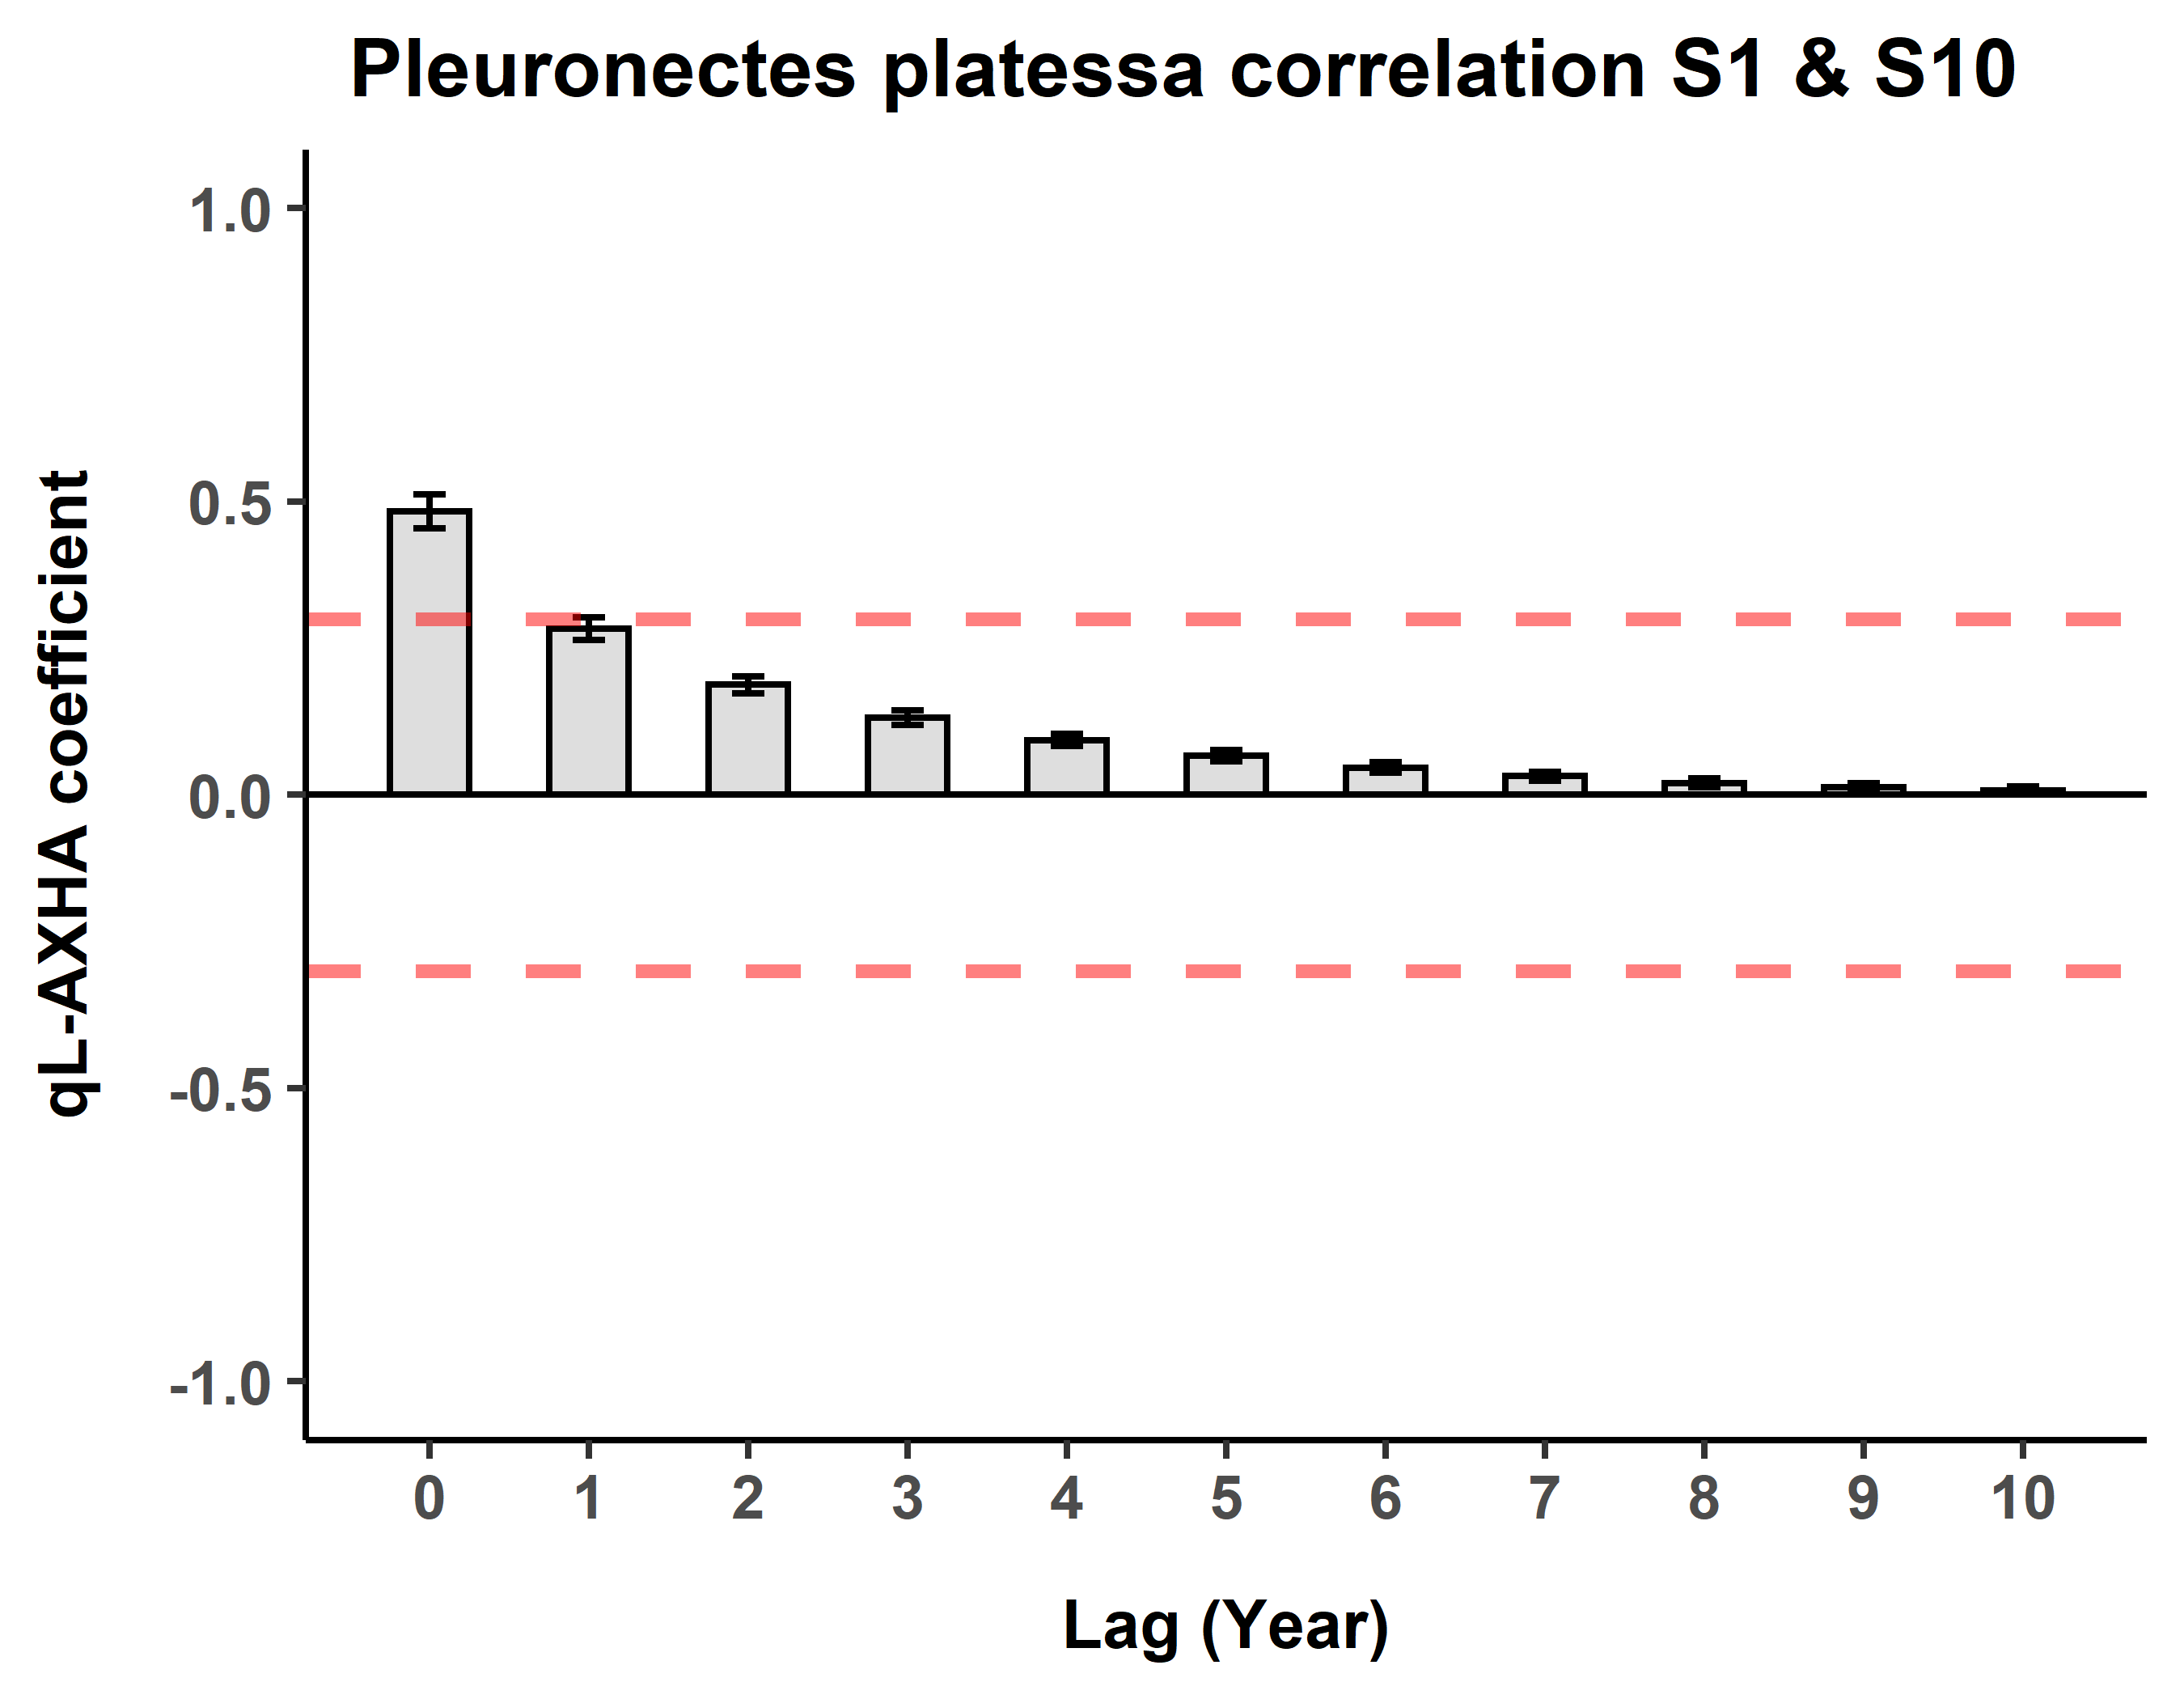 Pleuronectes platessa correlation S1 & S10
qL-AXHA coefficient
1.0
0.5
0.0
-0.5
-1.0
0 1 2 3 4 5 6 7 8 9 10
Lag (Year)